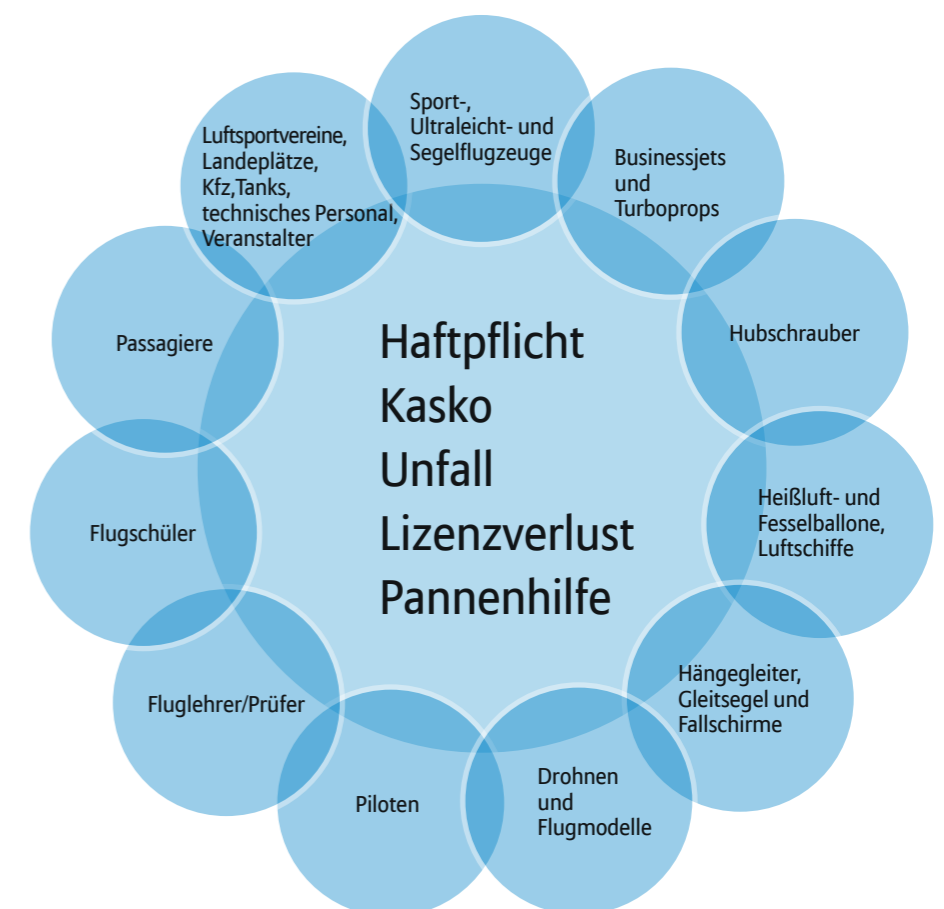 Sport-,
Ultraleicht- und
Segelflugzeuge
Businessjets
und
Turboprops
Hubschrauber
Heißluft- und
Fesselballone,
Luftschiffe
Hängegleiter,
Gleitsegel und
Fallschirme
Drohnen
und
Flugmodelle
Piloten
Fluglehrer/Prüfer
Flugschüler
Passagiere
Luftsportvereine,
Landeplätze,
Kfz,Tanks,
technisches Personal,
Veranstalter
Haftpflicht
Kasko
Unfall
Lizenzverlust
Pannenhilfe